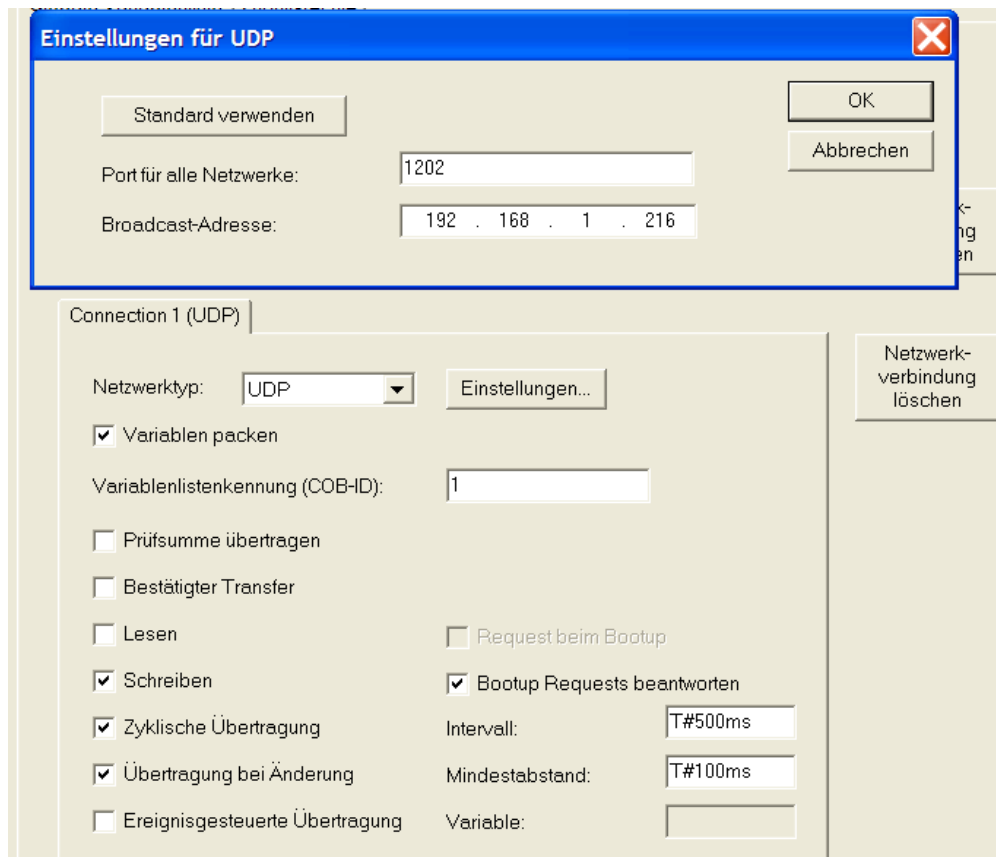 Einstellungen für UDP
Standard verwenden
OK
Abbrechen
Port für alle Netzwerke:
1202
Broadcast-Adresse:
192 . 168 . 1 . 216
Connection 1 (UDP)
Netzwerk-
verbindung
löschen
Netzwerktyp:
UDP
Einstellungen...
Variablen packen
Variablenlistenkennung (COB-ID):
1
Prüfsumme übertragen
Bestätigter Transfer
Lesen
Request beim Bootup
Schreiben
Bootup Requests beantworten
Zyklische Übertragung
Intervall:
T#500ms
Übertragung bei Änderung
Mindestabstand:
T#100ms
Ereignisgesteuerte Übertragung
Variable: